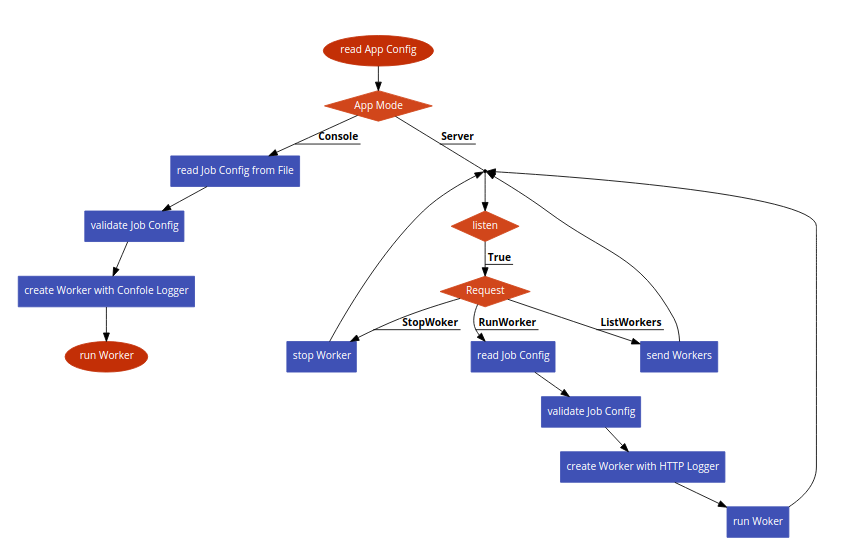 read App Config
App Mode
Console
Server
read Job Config from File
validate Job Config
create Worker with Confole Logger
run Worker
listen
True
Request
StopWoker
RunWorker
ListWorkers
stop Worker
read Job Config
send Workers
validate Job Config
create Worker with HTTP Logger
run Woker